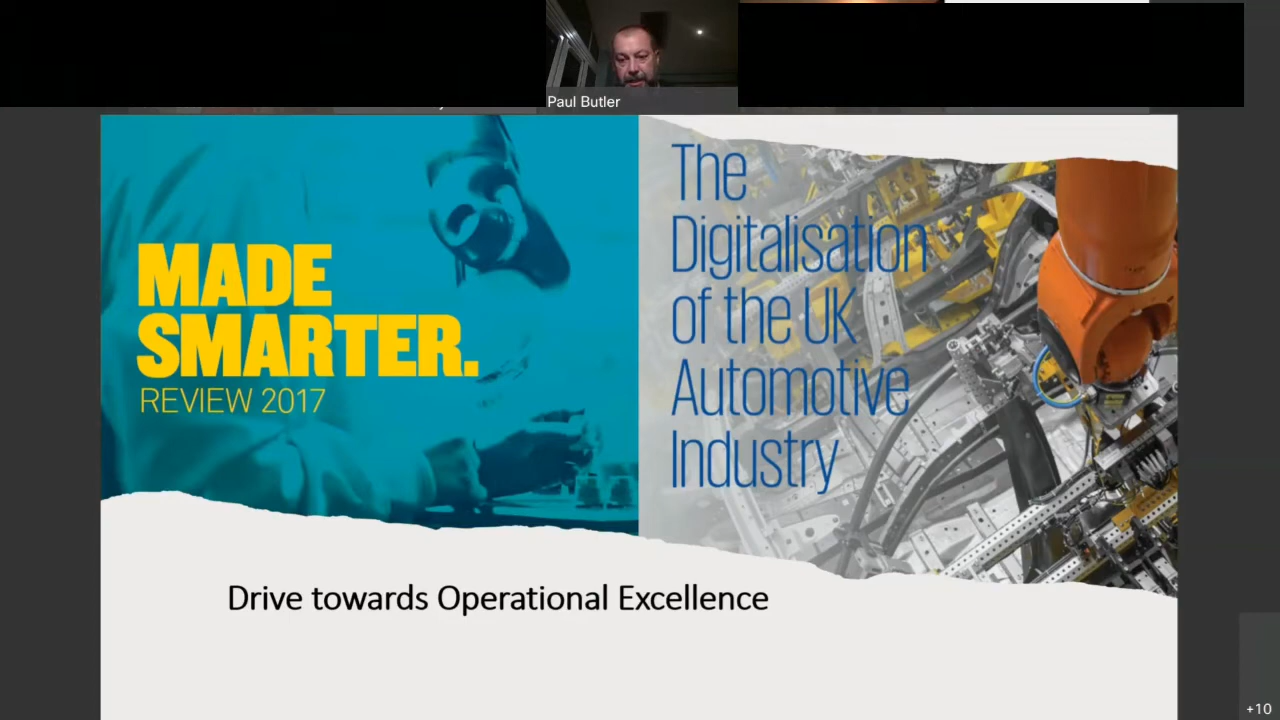 Paul Butler
MADE
SMARTER.
REVIEW 2017
The
Digitalisation
of the UK
Automotive
Industry
Drive towards Operational Excellence
+10